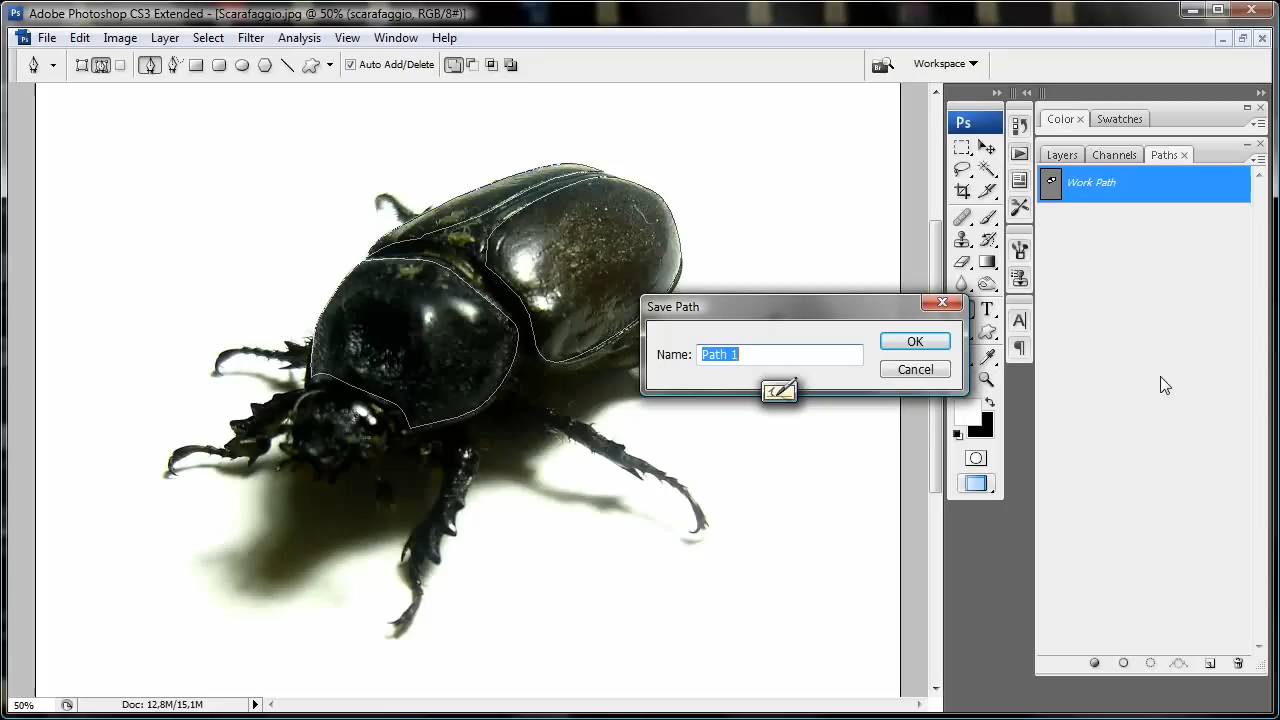 Adobe Photoshop CS3 Extended - [Scarafaggio.jpg @ 50% (scarafaggio, RGB/8#)]
File Edit Image Layer Select Filter Analysis View Window Help
Auto Add/Delete
Workspace
Ps
Color
Swatches
Layers
Channels
Paths
Work Path
Save Path
Name:
Path 1
OK
Cancel
50%
Doc: 12,8M/15,1M